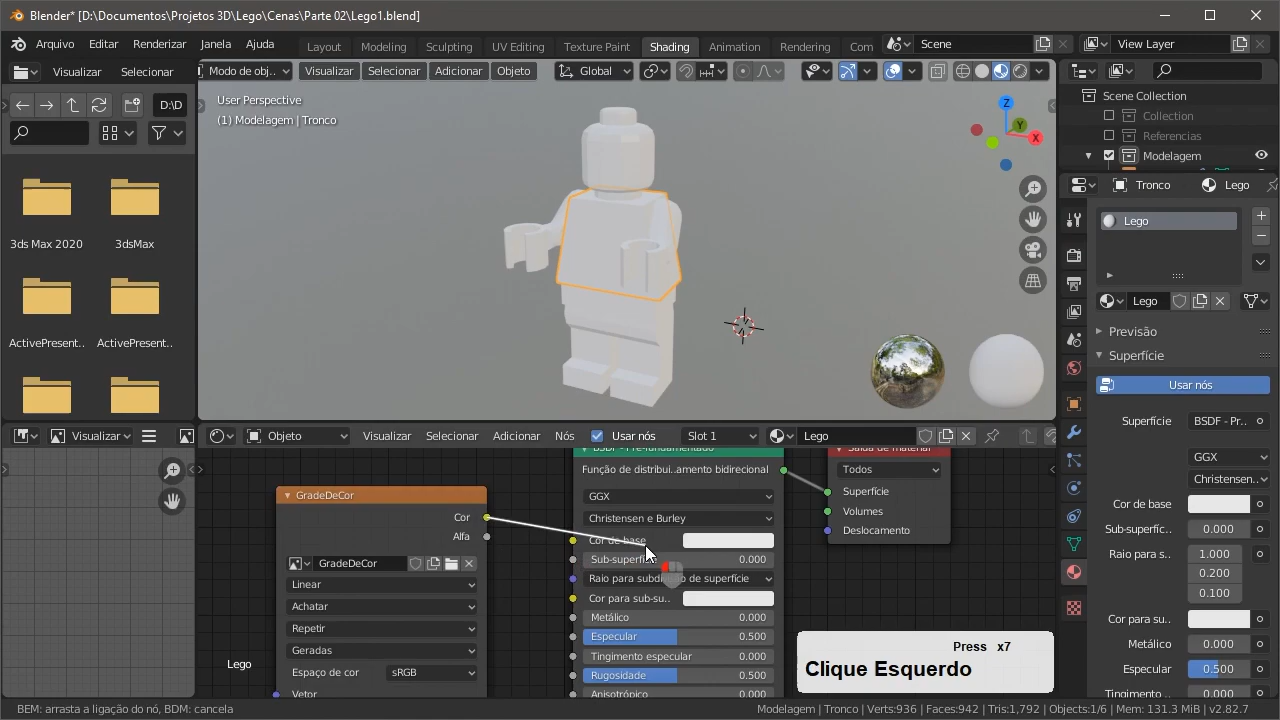 Blender* [D:\Documentos\Projetos 3D\Lego\Cenas\Parte 02\Lego1.blend]
Arquivo Editar Renderizar Janela Ajuda Layout Modeling Sculpting UV Editing Texture Paint Shading Animation Rendering Com Scene View Layer
Visualizar Selecionar Modo de obj.. Visualizar Selecionar Adicionar Objeto Global
D:\D
User Perspective
(1) Modelagem | Tronco
Z
Y
X
3ds Max 2020 3dsMax
ActivePresent.. ActivePresent..
Scene Collection
Collection
Referencias
Modelagem
Tronco Lego
Lego
Lego
Previsão
Superfície
Usar nós
Superfície BSDF - Pr..
GGX
Christensen..
Cor de base
Sub-superfíc.. 0.000
Raio para s.. 1.000
0.200
0.100
Cor para su..
Metálico 0.000
Especular 0.500
Tingimento ... 0.000
Visualizar Objeto Visualizar Selecionar Adicionar Nós Usar nós Slot 1 Lego
GradeDeCor
Cor
Alfa
GradeDeCor
Linear
Achatar
Repetir
Geradas
Espaço de cor sRGB
Vetor
Lego
BSDF - Pré-fundamentado
Função de distribui..amento bidirecional
GGX
Christensen e Burley
Cor de base
Sub-superfí 0.000
Raio para subdivisão de superfície
Cor para sub-su..
Metálico 0.000
Especular 0.500
Tingimento especular 0.000
Rugosidade 0.500
Anisotrópico 0.000
Saída de material
Todos
Superfície
Volumes
Deslocamento
Press x7
Clique Esquerdo
BEM: arrasta a ligação do nó, BDM: cancela
Modelagem | Tronco | Verts:936 | Faces:942 | Tris:1,792 | Objects:1/6 | Mem: 131.3 MiB | v2.82.7